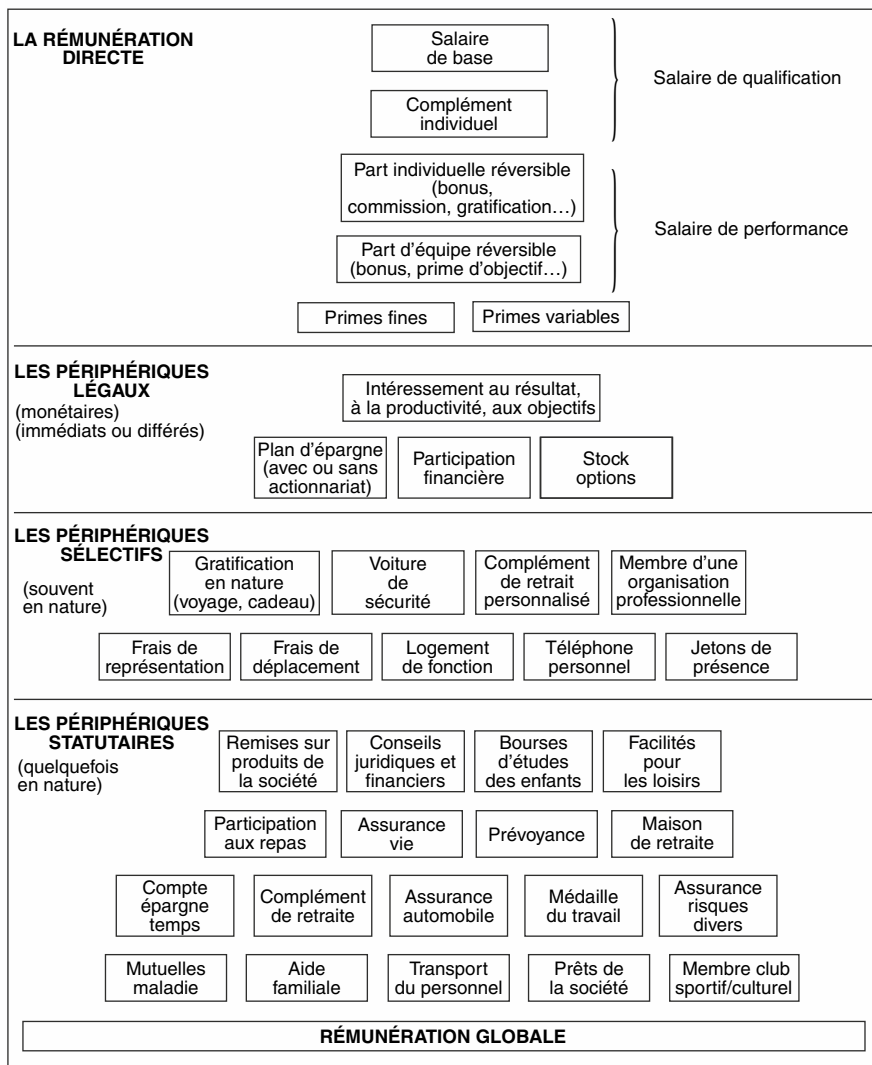 LA RÉMUNÉRATION
DIRECTE
Salaire
de base
Complément
individuel
Salaire de qualification
Part individuelle réversible
(bonus,
commission, gratification…)
Part d’équipe réversible
(bonus, prime d’objectif…)
Salaire de performance
Primes fines
Primes variables
LES PÉRIPHÉRIQUES
LÉGAUX
(monétaires)
(immédiats ou différés)
Intéressement au résultat,
à la productivité, aux objectifs
Plan d’épargne
(avec ou sans
actionnariat)
Participation
financière
Stock
options
LES PÉRIPHÉRIQUES
SÉLECTIFS
(souvent
en nature)
Gratification
en nature
(voyage, cadeau)
Voiture
de
sécurité
Complément
de retrait
personnalisé
Membre d’une
organisation
professionnelle
Frais de
représentation
Frais de
déplacement
Logement
de fonction
Téléphone
personnel
Jetons de
présence
LES PÉRIPHÉRIQUES
STATUTAIRES
(quelquefois
en nature)
Remises sur
produits de
la société
Conseils
juridiques et
financiers
Bourses
d’études
des enfants
Facilités
pour
les loisirs
Participation
aux repas
Assurance
vie
Prévoyance
Maison
de retraite
Compte
épargne
temps
Complément
de retraite
Assurance
automobile
Médaille
du travail
Assurance
risques
divers
Mutuelles
maladie
Aide
familiale
Transport
du personnel
Prêts de
la société
Membre club
sportif/culturel
RÉMUNÉRATION GLOBALE